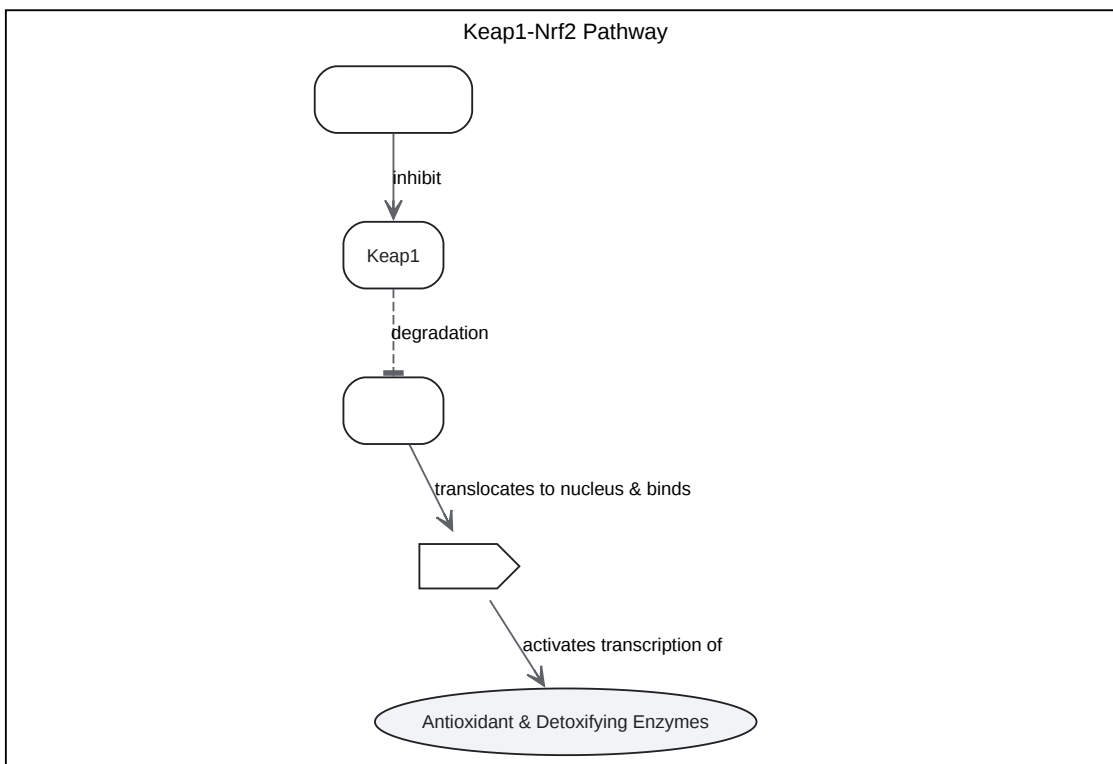 Keap1-Nrf2 Pathway
inhibit
Keap1
degradation
translocates to nucleus & binds
activates transcription of
Antioxidant & Detoxifying Enzymes